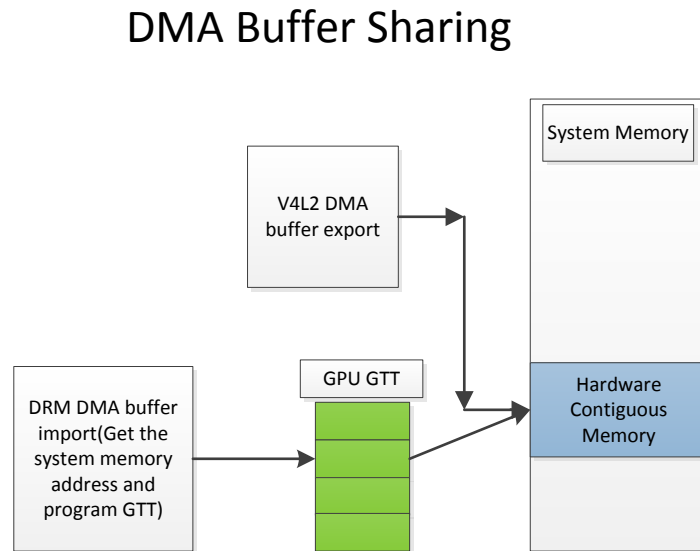 DMA Buffer Sharing
System Memory
V4L2 DMA
buffer export
GPU GTT
DRM DMA buffer
import(Get the
system memory
address and
program GTT)
Hardware
Contiguous
Memory